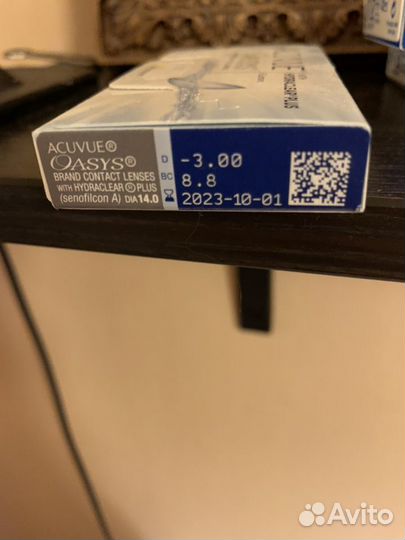 ACUVUE®
OASYS®
BRAND CONTACT LENSES
WITH HYDRACLEAR® PLUS
(senofilcon A) DIA14.0
D -3.00
BC 8.8
2023-10-01
Avito